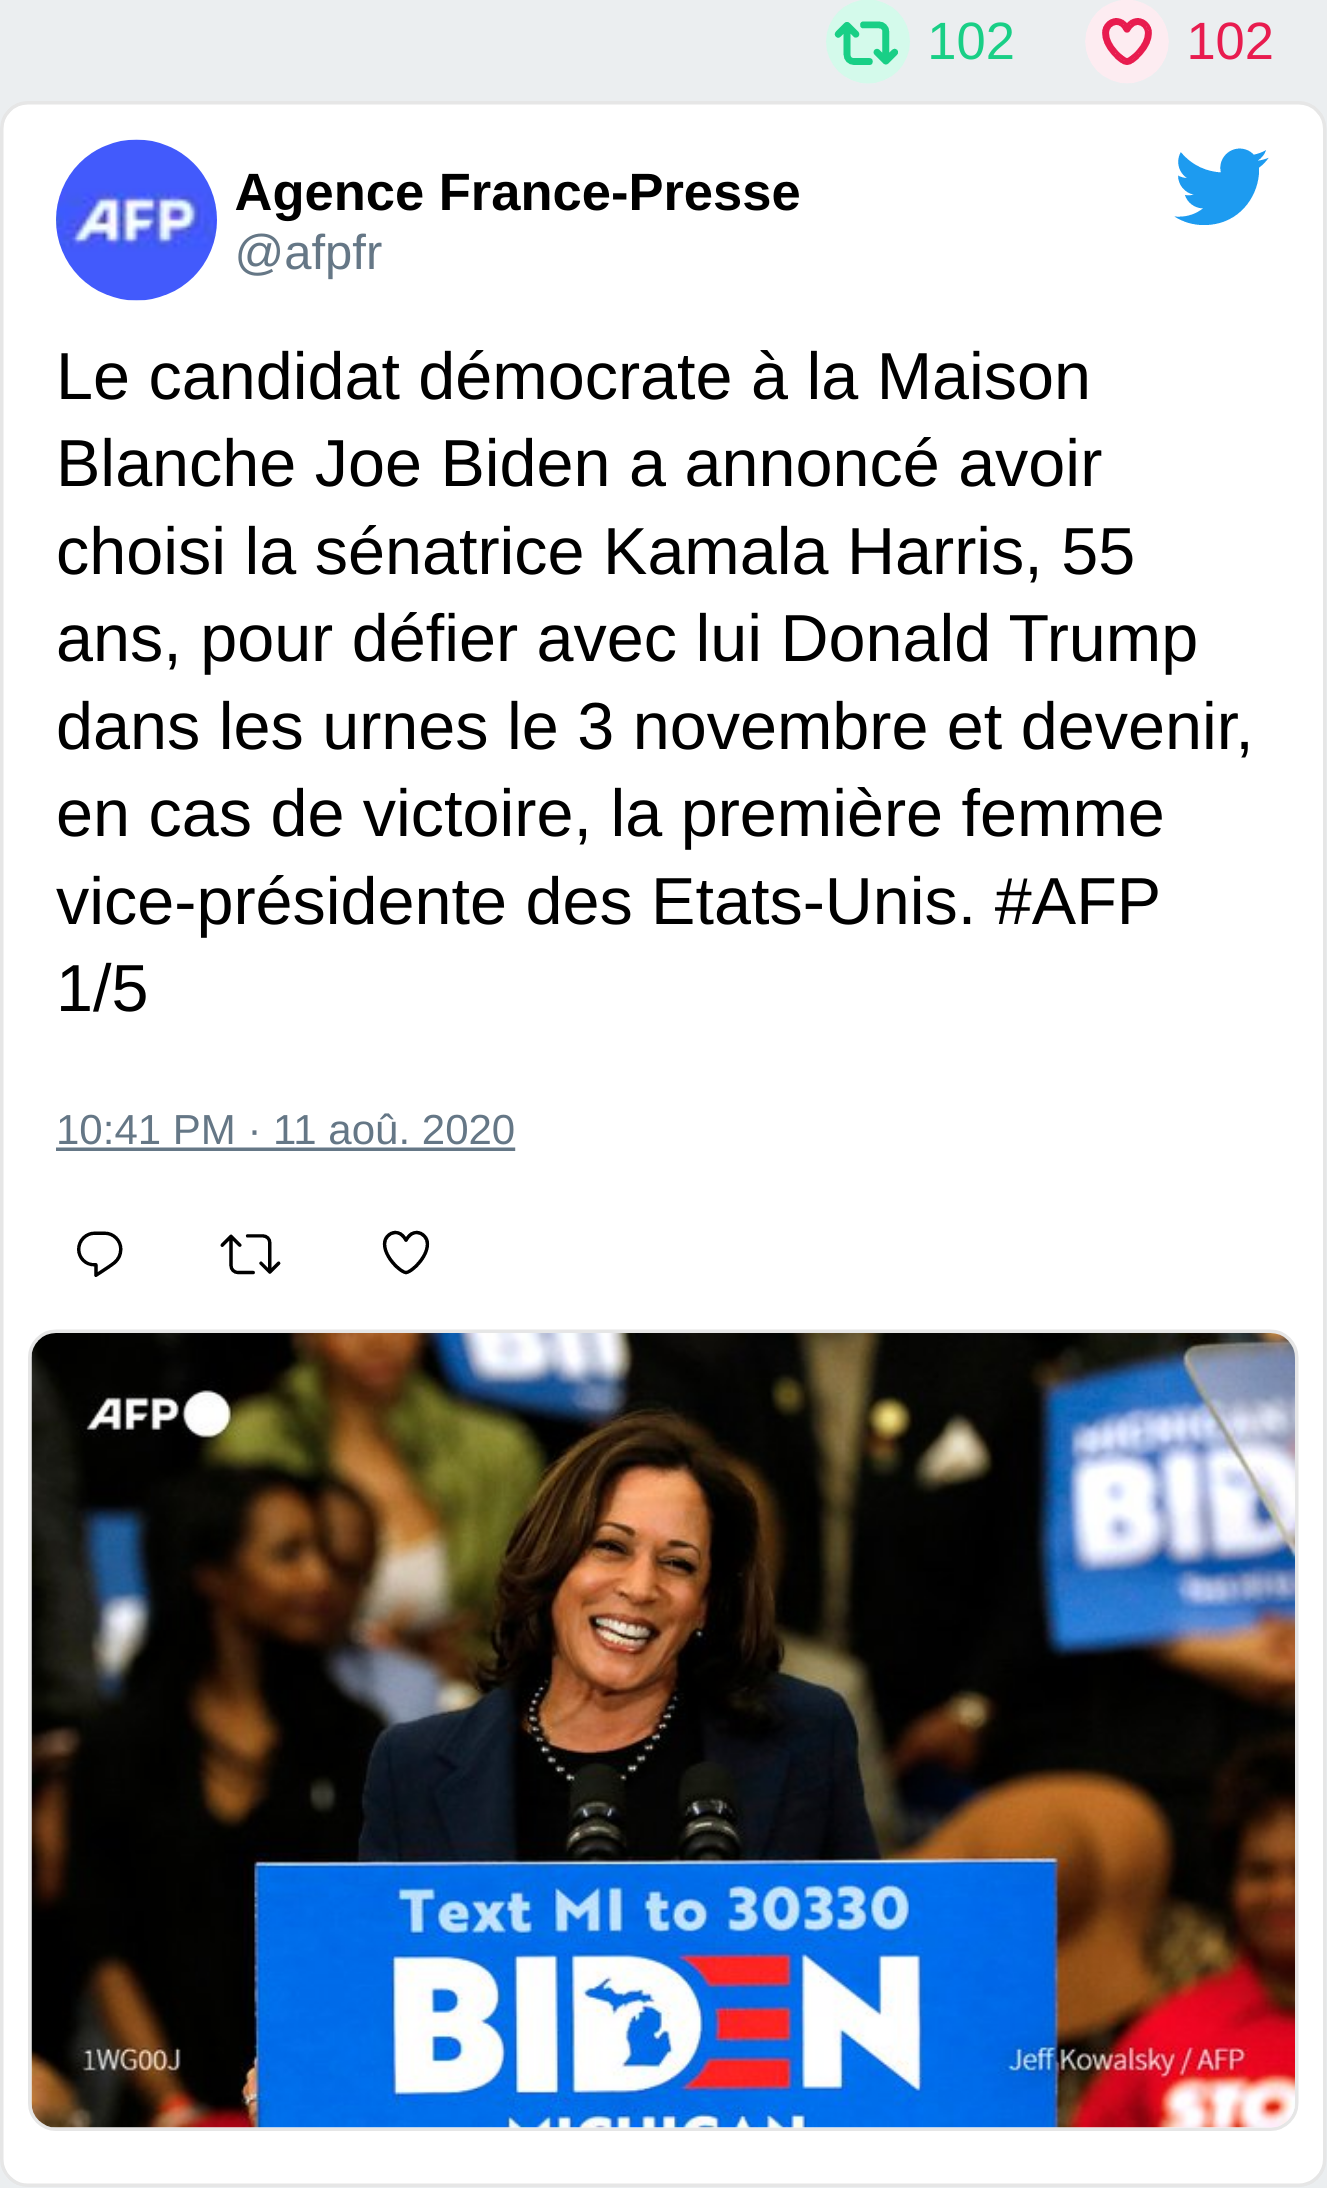 102 102
AFP
Agence France-Presse
@afpfr
Le candidat démocrate à la Maison
Blanche Joe Biden a annoncé avoir
choisi la sénatrice Kamala Harris, 55
ans, pour défier avec lui Donald Trump
dans les urnes le 3 novembre et devenir,
en cas de victoire, la première femme
vice-présidente des Etats-Unis. #AFP
1/5
10:41 PM · 11 aoû. 2020
AFP
MICHIGAN
BID
Text MI to 30330
BIDEN
MICHIGAN
1WG00J
Jeff Kowalsky / AFP
STO